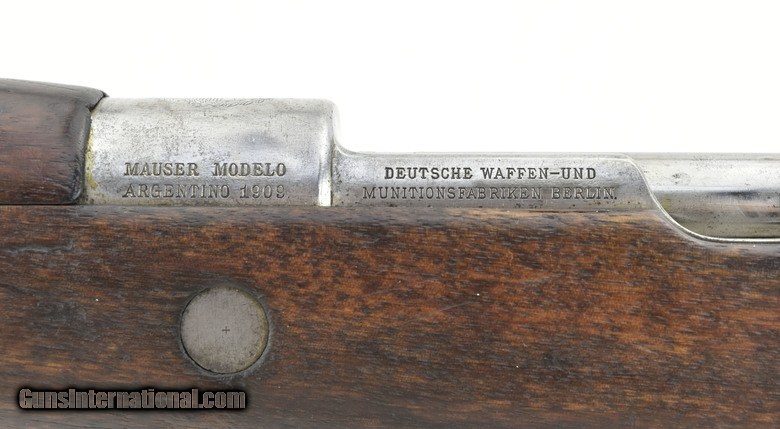 MAUSER MODELO
ARGENTINO 1909
DEUTSCHE WAFFEN-UND
MUNITIONSFABRIKEN BERLIN.
GunsInternational.com